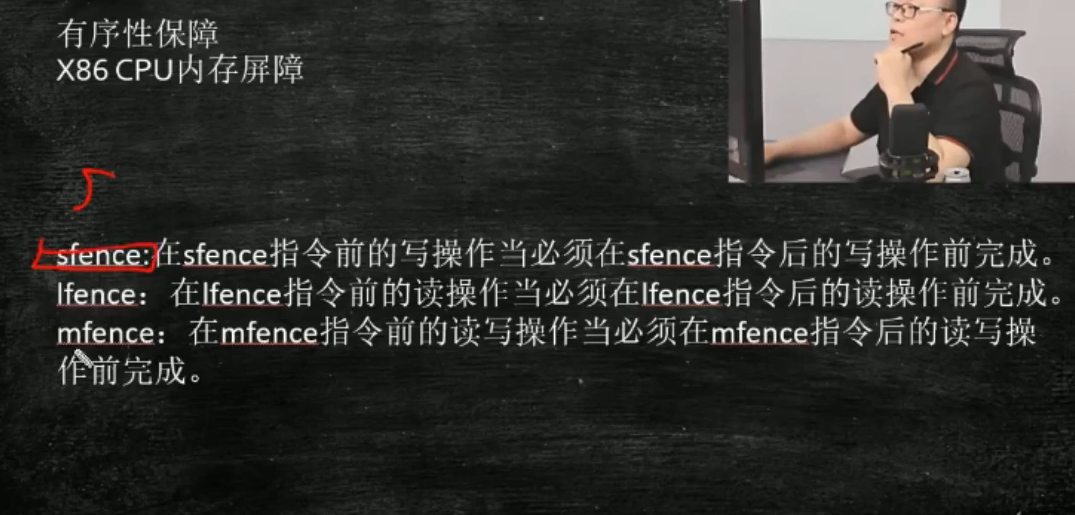 有序性保障
X86 CPU内存屏障
sfence:在sfence指令前的写操作当必须在sfence指令后的写操作前完成。
lfence：在lfence指令前的读操作当必须在lfence指令后的读操作前完成。
mfence：在mfence指令前的读写操作当必须在mfence指令后的读写操
作前完成。